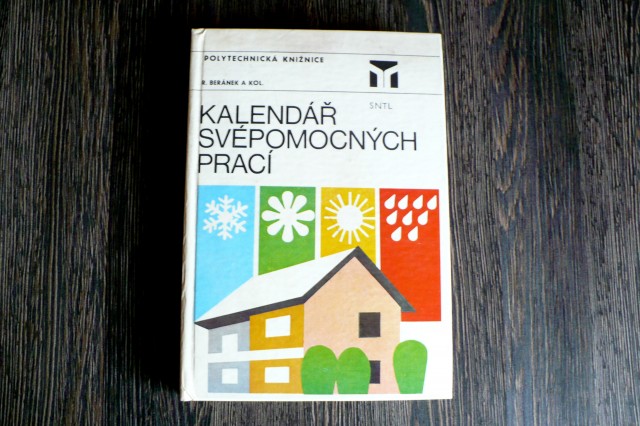 POLYTECHNICKÁ KNIŽNICE
R. BERÁNEK A KOL.
SNTL
KALENDÁŘ
SVÉPOMOCNÝCH
PRACÍ